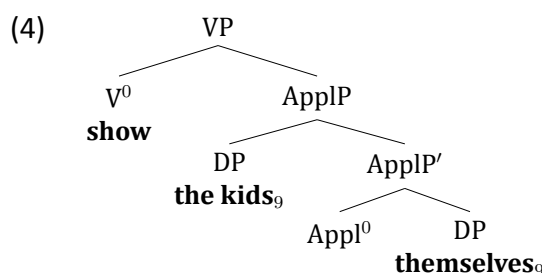 (4)
VP
V⁰ ApplP
show
DP ApplP′
the kids₉
Appl⁰ DP
themselves₉